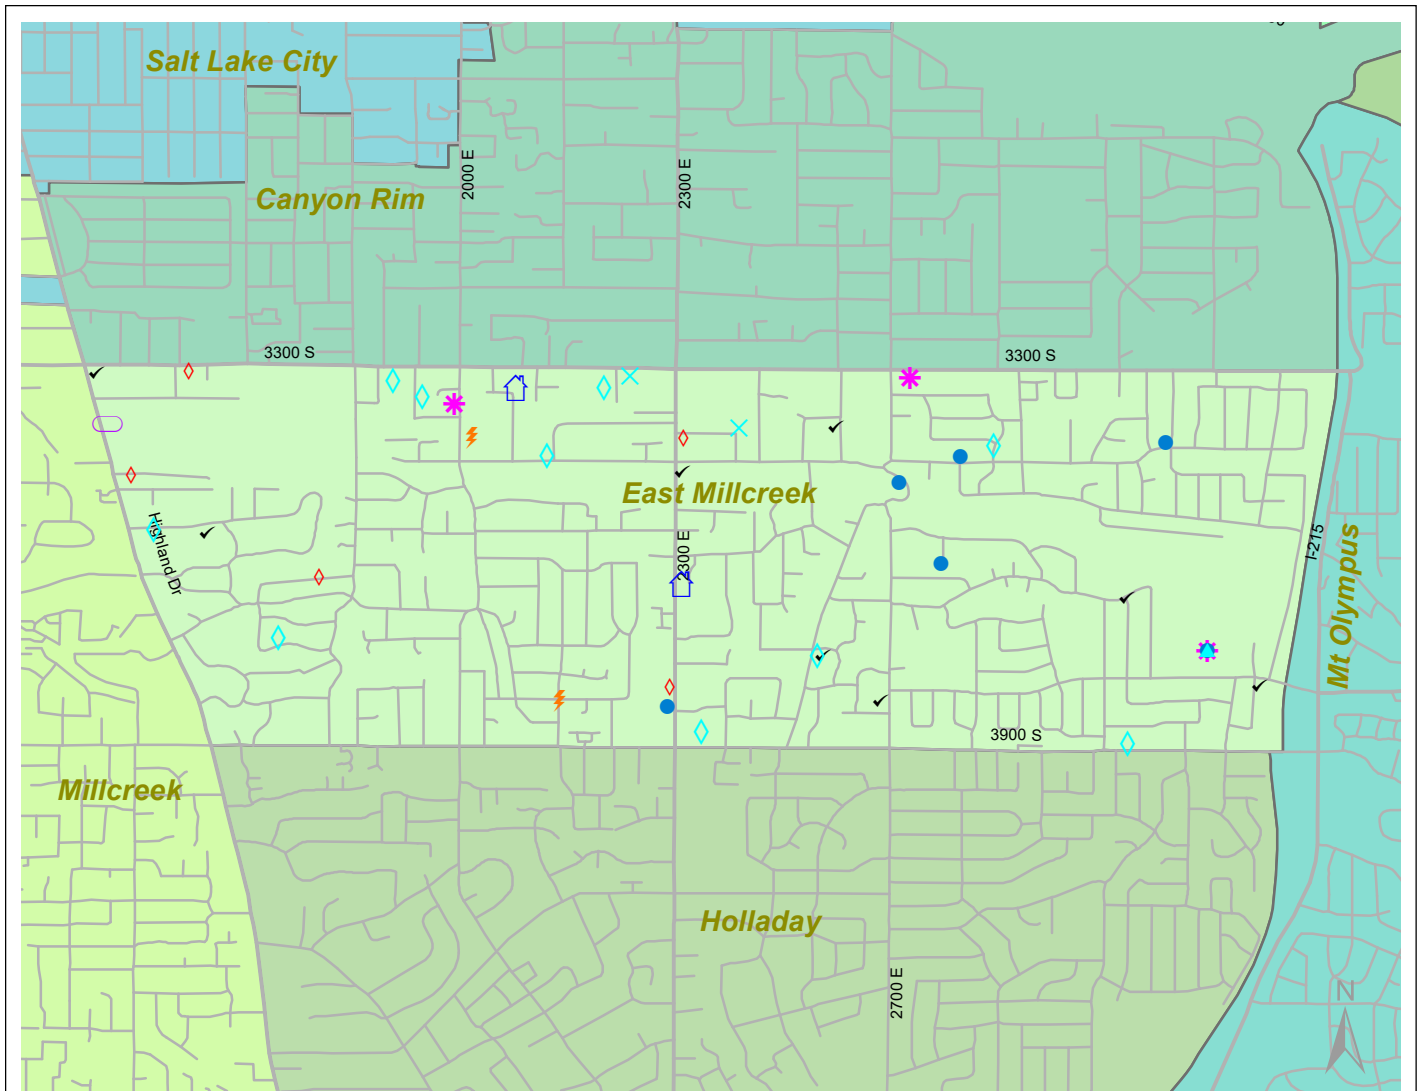 Salt Lake City
2000 E
2300 E
Canyon Rim
3300 S
3300 S
East Millcreek
Highland Dr
2300 E
I-215
Mt Olympus
3900 S
Millcreek
Holladay
2700 E
N